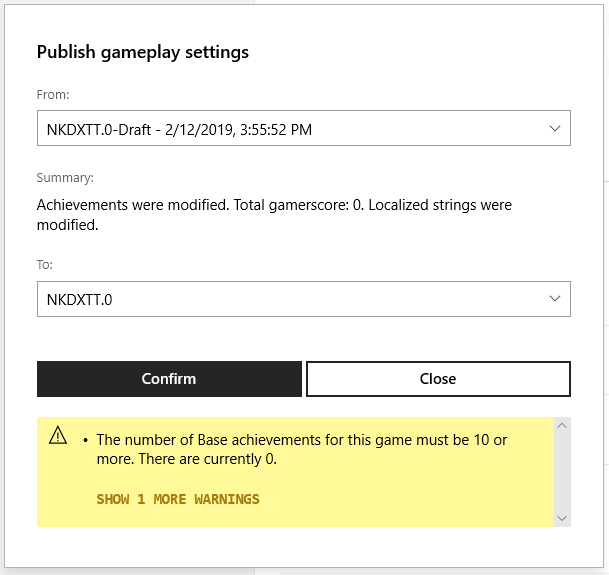 Publish gameplay settings
From:
NKDXTT.0-Draft - 2/12/2019, 3:55:52 PM
Summary:
Achievements were modified. Total gamerscore: 0. Localized strings were
modified.
To:
NKDXTT.0
Confirm
Close
• The number of Base achievements for this game must be 10 or
more. There are currently 0.
SHOW 1 MORE WARNINGS